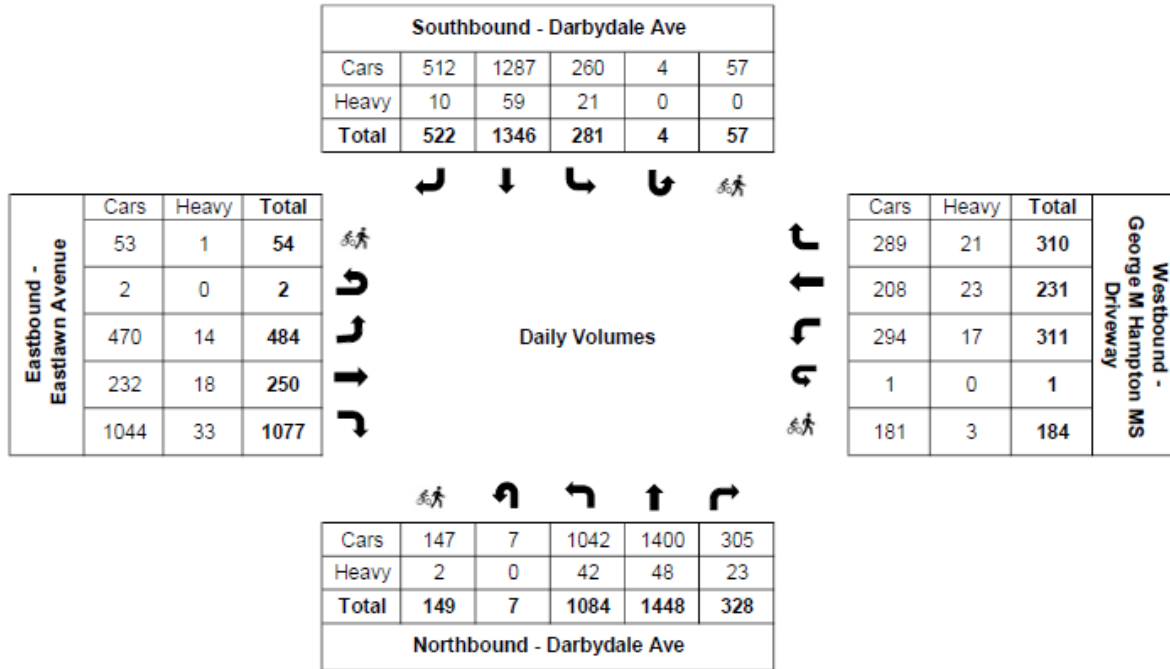 Southbound - Darbydale Ave
Cars 512 1287 260 4 57
Heavy 10 59 21 0 0
Total 522 1346 281 4 57
Eastbound -
Eastlawn Avenue
Cars Heavy Total
53 1 54
2 0 2
470 14 484
232 18 250
1044 33 1077
Daily Volumes
Cars Heavy Total
289 21 310
208 23 231
294 17 311
1 0 1
181 3 184
Westbound -
George M Hampton MS
Driveway
Cars 147 7 1042 1400 305
Heavy 2 0 42 48 23
Total 149 7 1084 1448 328
Northbound - Darbydale Ave